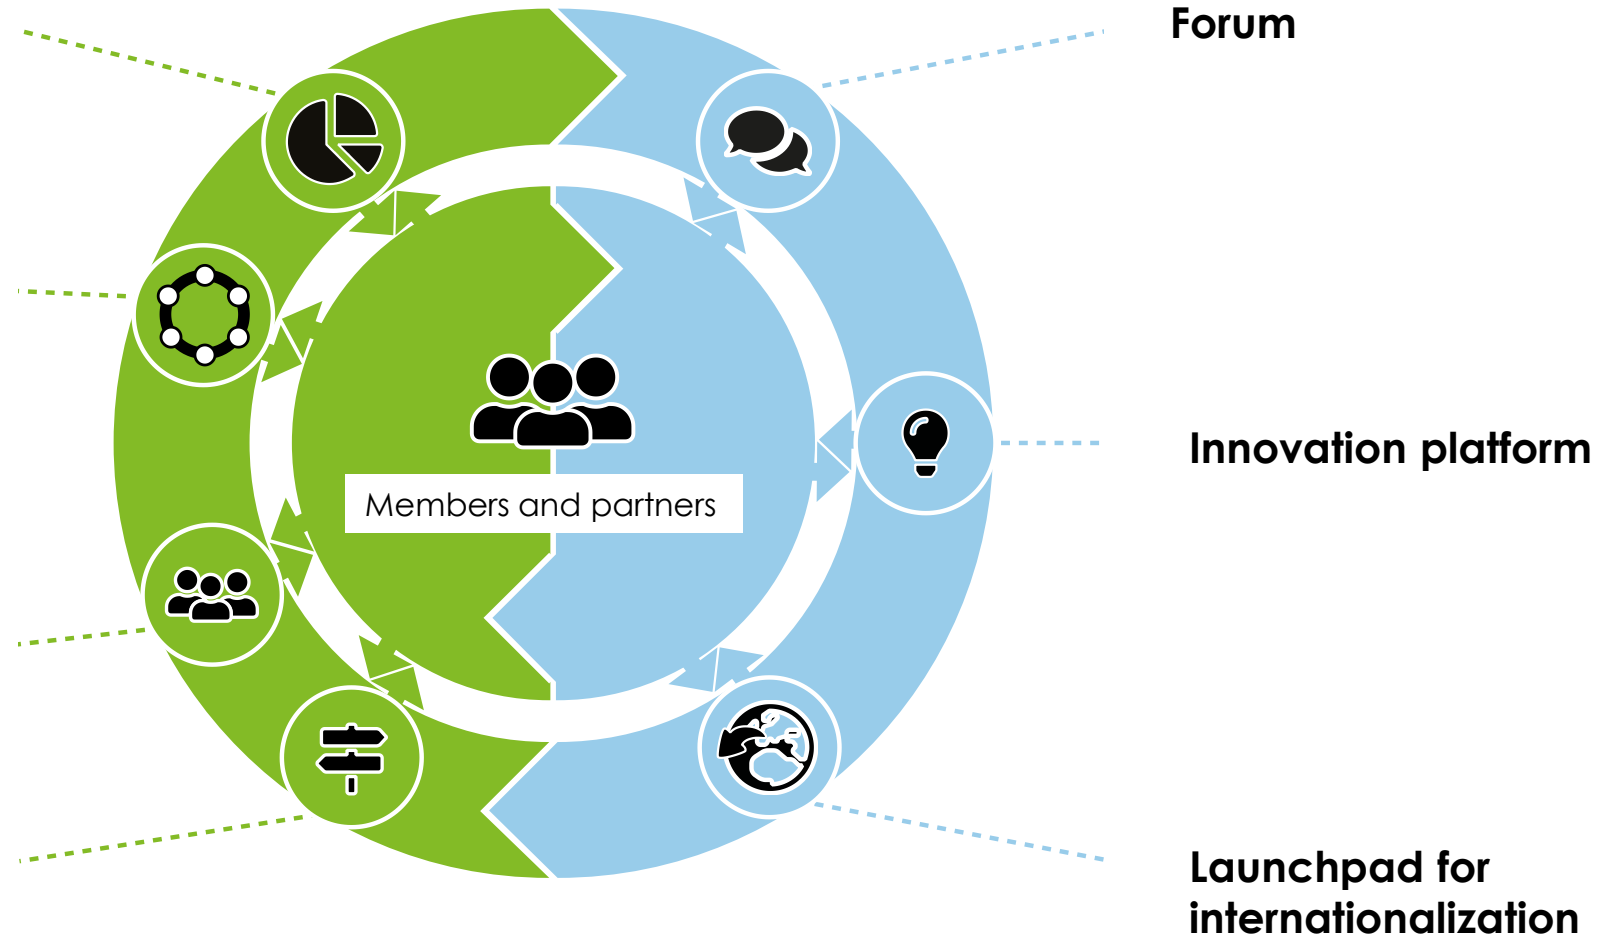 Forum
Innovation platform
Members and partners
Launchpad for
internationalization